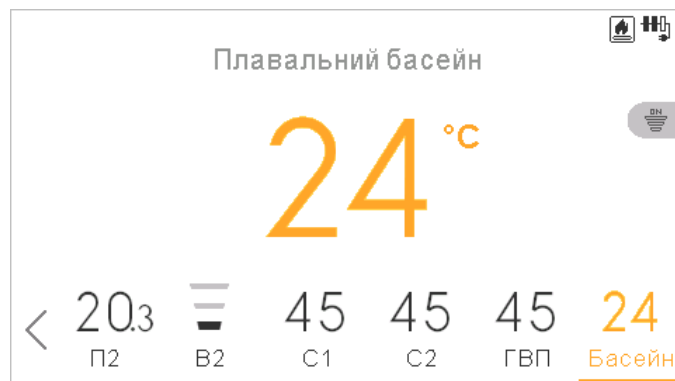 Плавальний басейн
24 °C
ON
20.3 45 45 45 24
П2 В2 С1 С2 ГВП Басейн